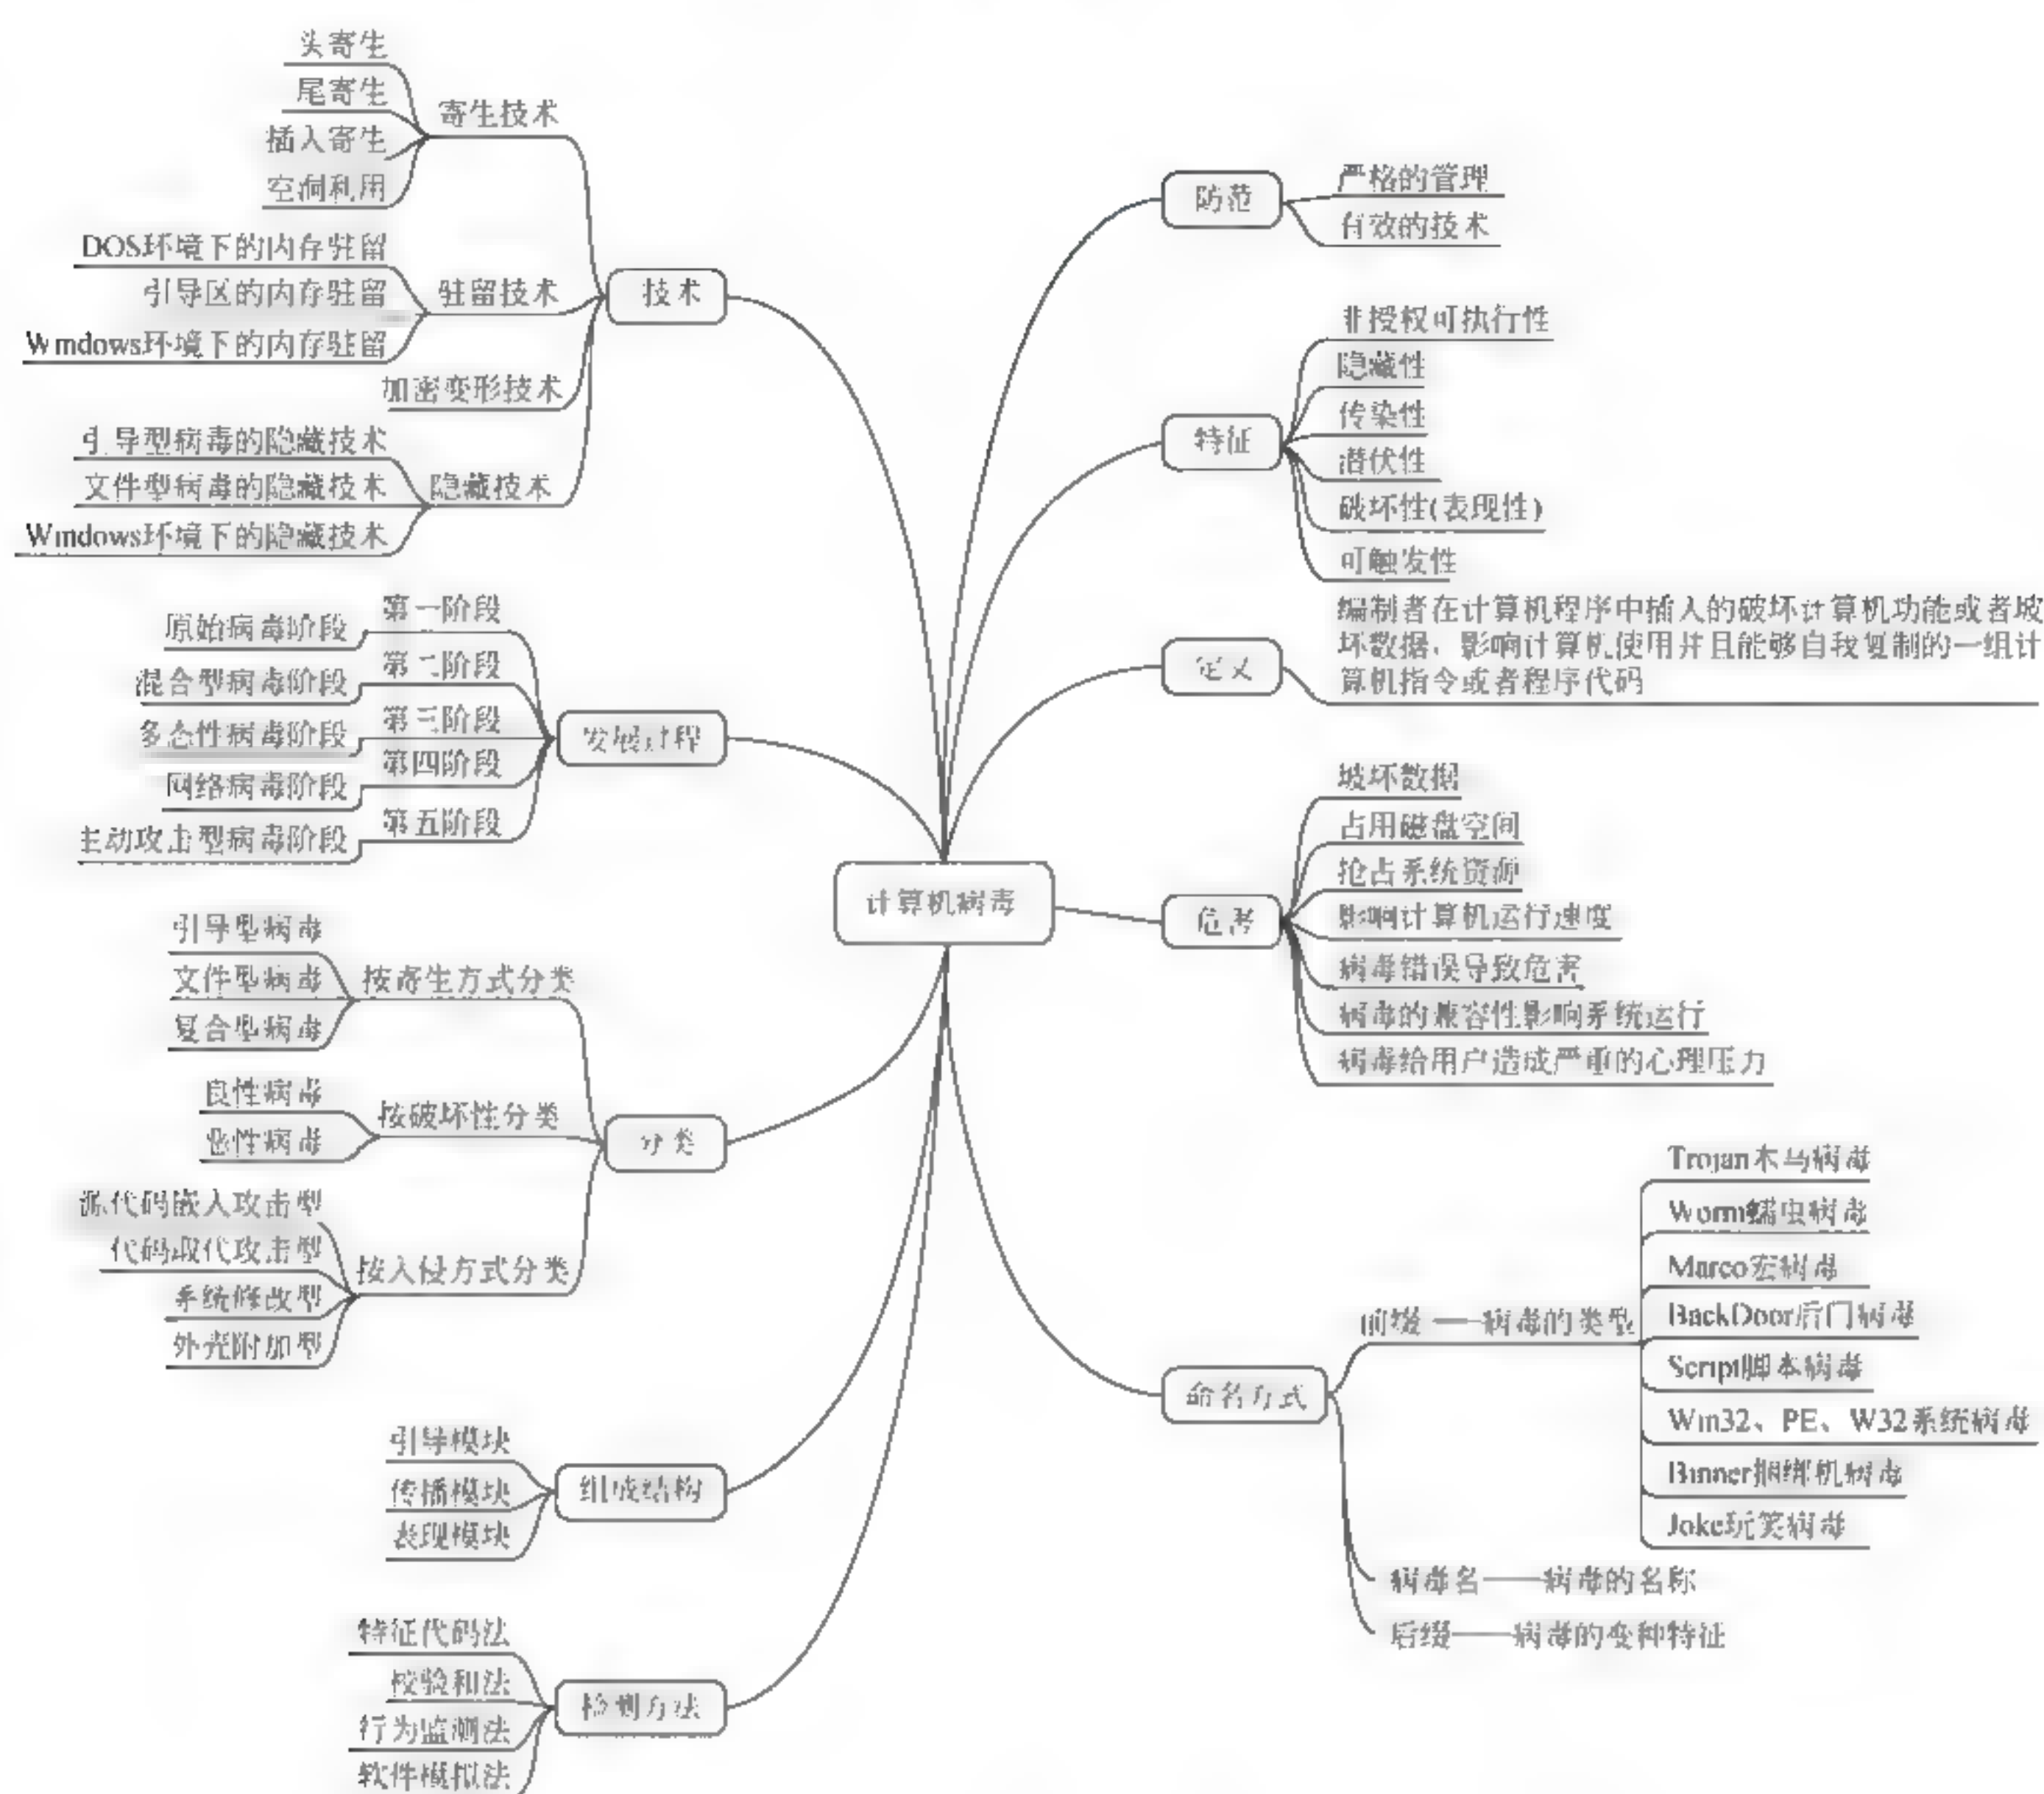 头寄生
尾寄生
插入寄生
空洞利用
寄生技术
DOS环境下的内存驻留
引导区的内存驻留
Windows环境下的内存驻留
驻留技术
加密变形技术
引导型病毒的隐藏技术
文件型病毒的隐藏技术
Windows环境下的隐藏技术
隐藏技术
技术
原始病毒阶段
第一阶段
混合型病毒阶段
第二阶段
多态性病毒阶段
第三阶段
网络病毒阶段
第四阶段
主动攻击型病毒阶段
第五阶段
发展过程
引导型病毒
文件型病毒
复合型病毒
按寄生方式分类
良性病毒
恶性病毒
按破坏性分类
源代码嵌入攻击型
代码取代攻击型
系统修改型
外壳附加型
按入侵方式分类
分类
引导模块
传播模块
表现模块
组成结构
特征代码法
校验和法
行为监测法
软件模拟法
检测方法
计算机病毒
防范
严格的管理
有效的技术
特征
非授权可执行性
隐藏性
传染性
潜伏性
破坏性(表现性)
可触发性
定义
编制者在计算机程序中插入的破坏计算机功能或者破
坏数据，影响计算机使用并且能够自我复制的一组计
算机指令或者程序代码
危害
破坏数据
占用磁盘空间
抢占系统资源
影响计算机运行速度
病毒错误导致危害
病毒的兼容性影响系统运行
病毒给用户造成严重的心理压力
命名方式
前缀——病毒的类型
Trojan木马病毒
Worm蠕虫病毒
Marco宏病毒
BackDoor后门病毒
Script脚本病毒
Win32、PE、W32系统病毒
Binner捆绑机病毒
Joke玩笑病毒
病毒名——病毒的名称
后缀——病毒的变种特征